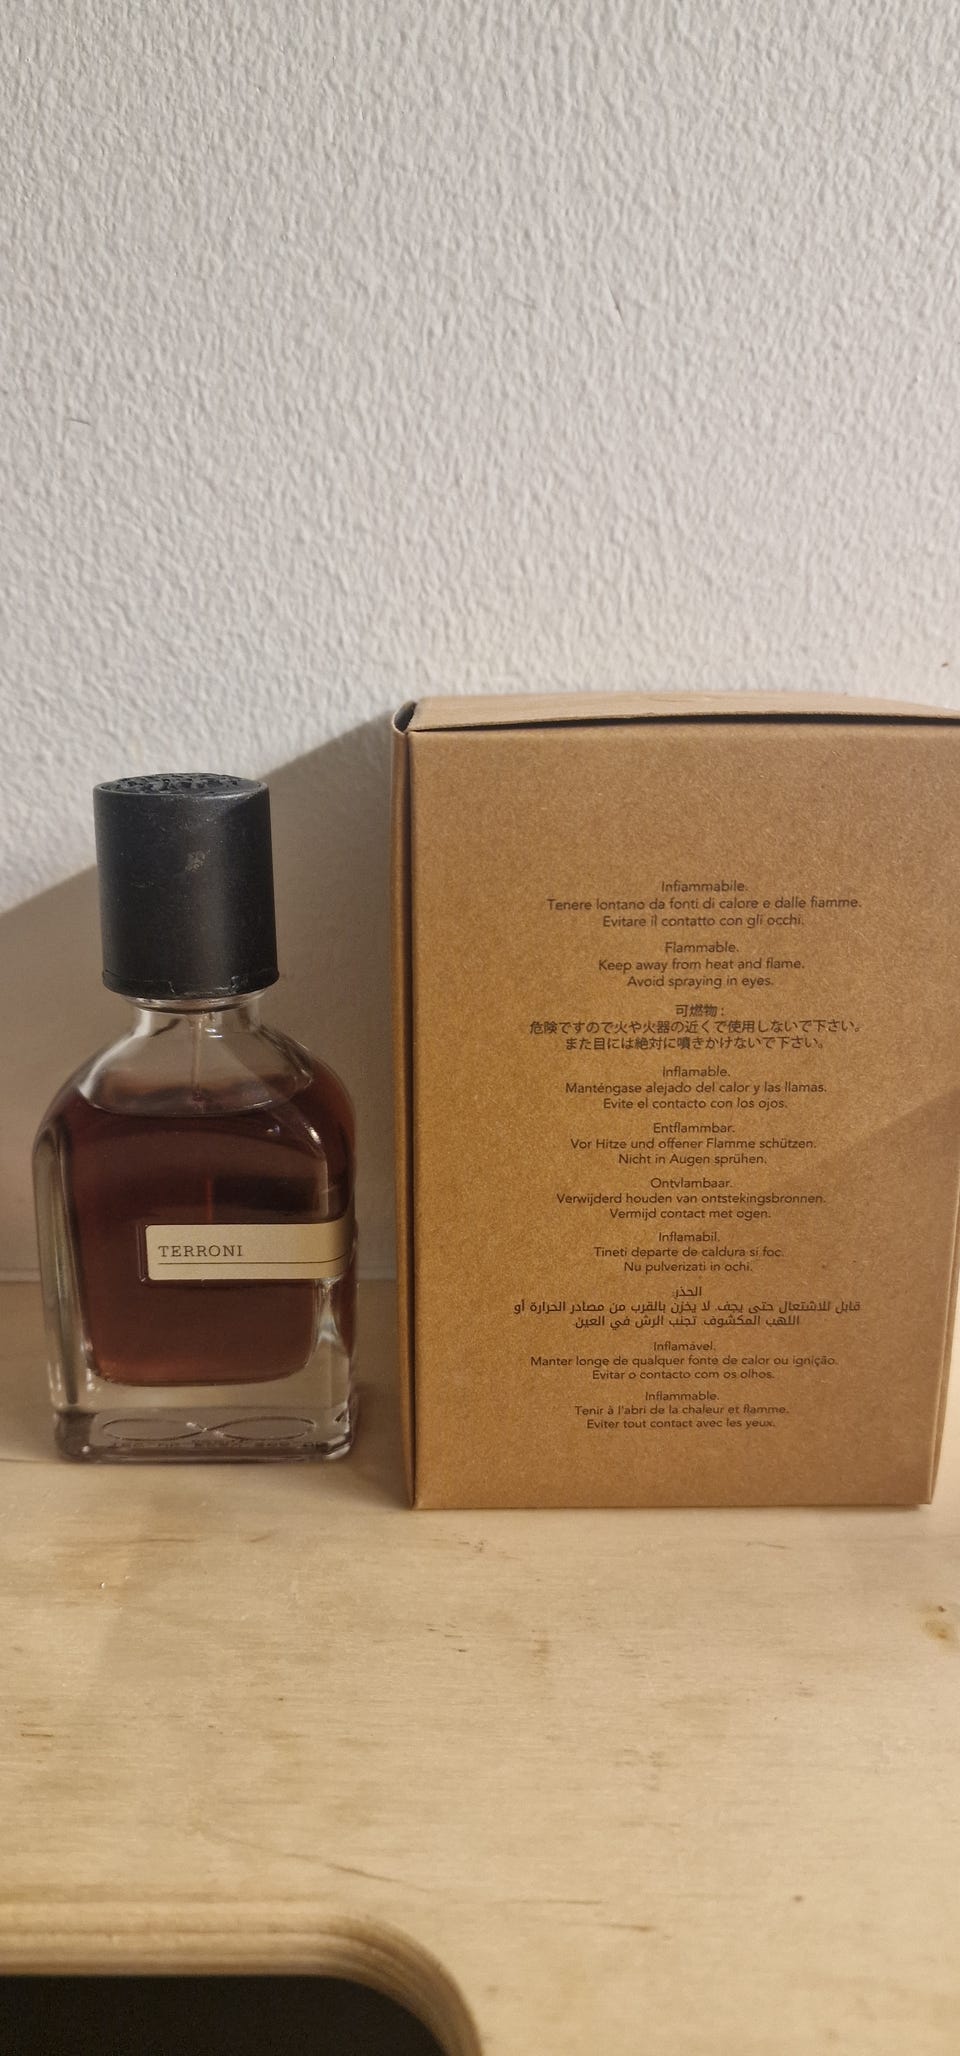 TERRONI
Infiammabile.
Tenere lontano da fonti di calore e dalle fiamme.
Evitare il contatto con gli occhi.
Flammable.
Keep away from heat and flame.
Avoid spraying in eyes.
可燃物 :
危険ですので火や火器の近くで使用しないで下さい。
また目には絶対に噴きかけないで下さい。
Inflamable.
Manténgase alejado del calor y las llamas.
Evite el contacto con los ojos.
Entflammbar.
Vor Hitze und offener Flamme schützen.
Nicht in Augen sprühen.
Ontvlambaar.
Verwijderd houden van ontstekingsbronnen.
Vermijd contact met ogen.
Inflamabil.
Tineti departe de caldura si foc.
Nu pulverizati in ochi.
الحذر:
قابل للاشتعال حتى يجف. لا يخزن بالقرب من مصادر الحرارة أو
اللهب المكشوف. تجنب الرش في العين.
Inflamável.
Manter longe de qualquer fonte de calor ou ignição.
Evitar o contacto com os olhos.
Inflammable.
Tenir à l'abri de la chaleur et flamme.
Eviter tout contact avec les yeux.